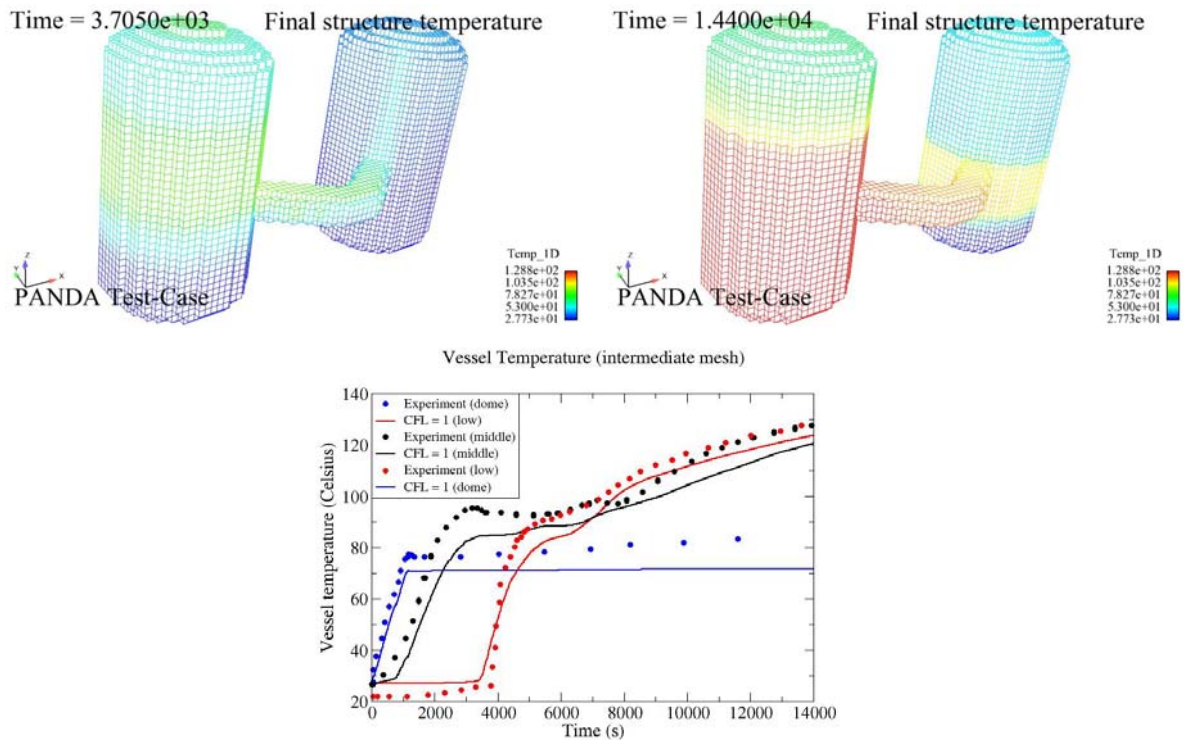 Time = 3.7050e+03 Final structure temperature
Z
Y X
PANDA Test-Case
Temp_1D
1.288e+02
1.035e+02
7.827e+01
5.300e+01
2.773e+01
Time = 1.4400e+04 Final structure temperature
Z
Y X
PANDA Test-Case
Temp_1D
1.288e+02
1.035e+02
7.827e+01
5.300e+01
2.773e+01
Vessel Temperature (intermediate mesh)
Vessel temperature (Celsius)
140
120
100
80
60
40
20
Experiment (dome)
CFL = 1 (low)
Experiment (middle)
CFL = 1 (middle)
Experiment (low)
CFL = 1 (dome)
0 2000 4000 6000 8000 10000 12000 14000
Time (s)